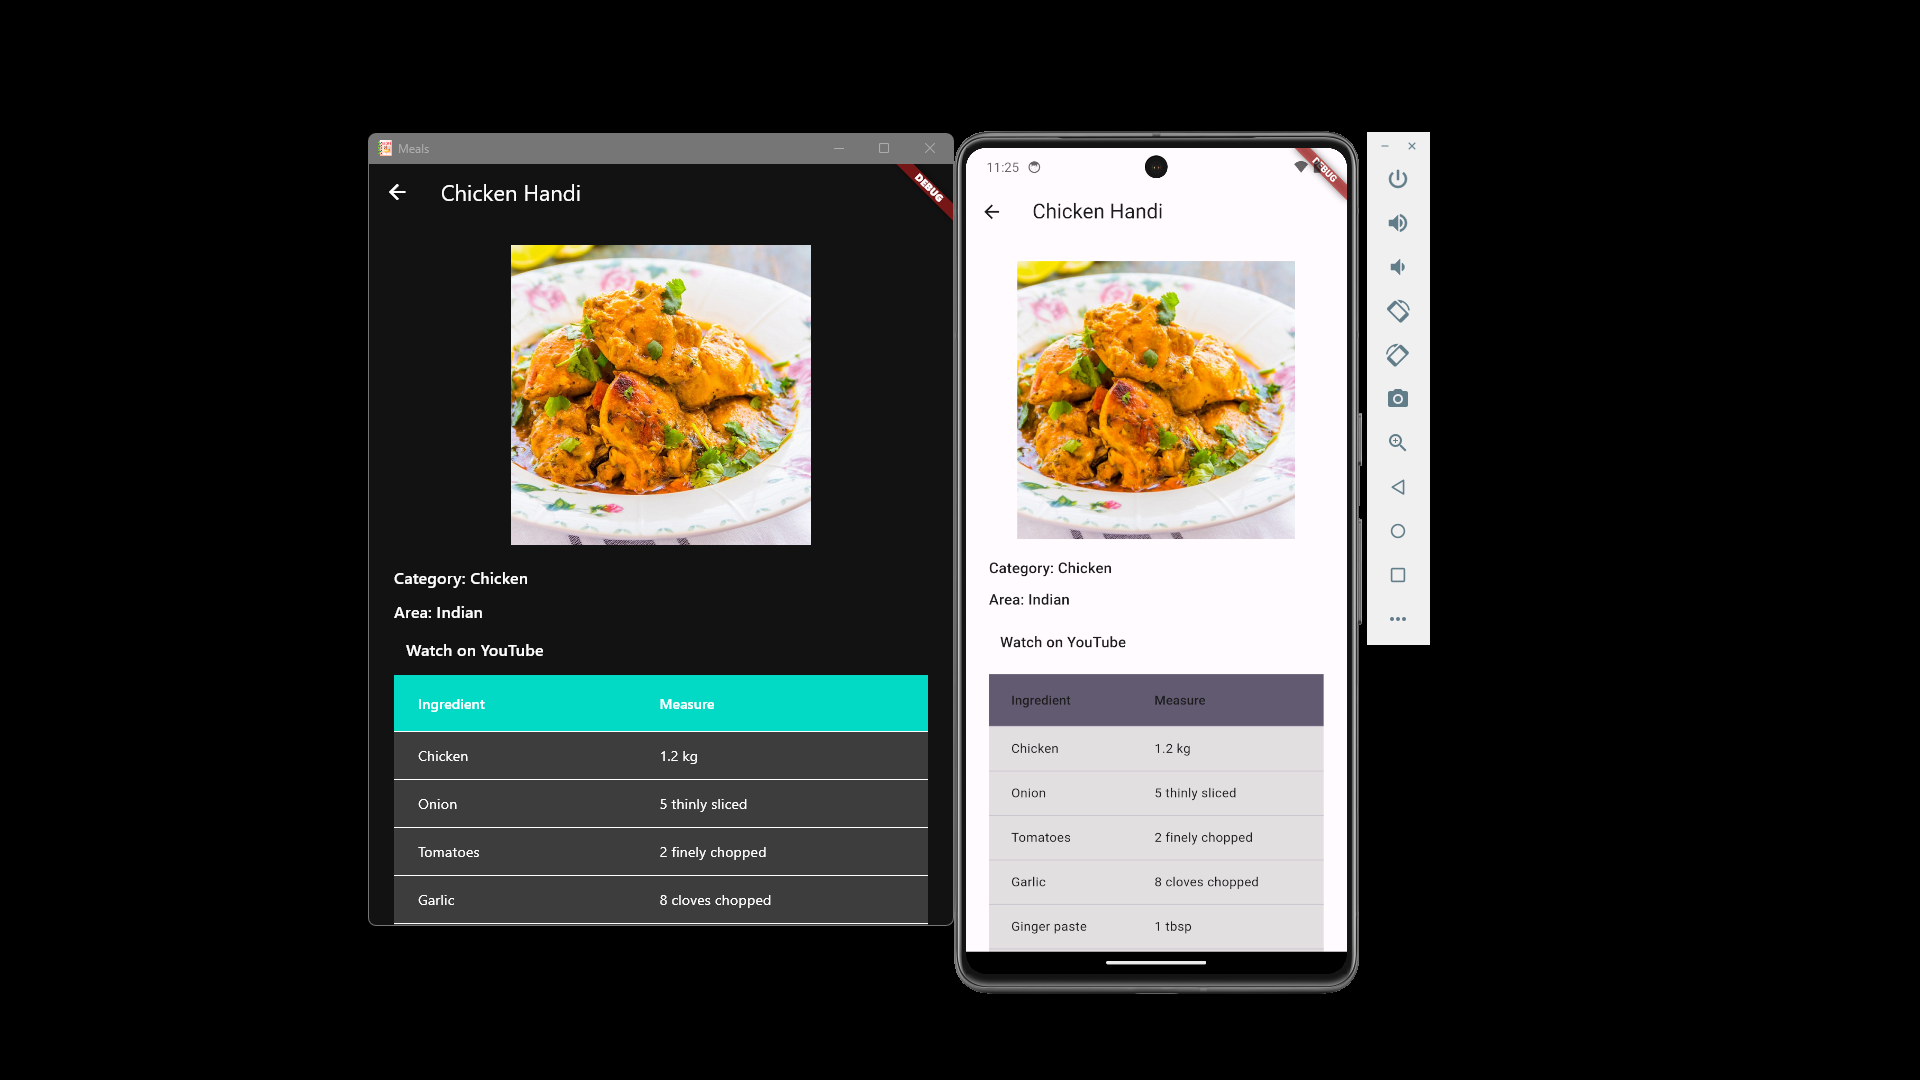 Meals
Chicken Handi
DEBUG
Category: Chicken
Area: Indian
Watch on YouTube
Ingredient Measure
Chicken 1.2 kg
Onion 5 thinly sliced
Tomatoes 2 finely chopped
Garlic 8 cloves chopped
11:25
DEBUG
Chicken Handi
Category: Chicken
Area: Indian
Watch on YouTube
Ingredient Measure
Chicken 1.2 kg
Onion 5 thinly sliced
Tomatoes 2 finely chopped
Garlic 8 cloves chopped
Ginger paste 1 tbsp